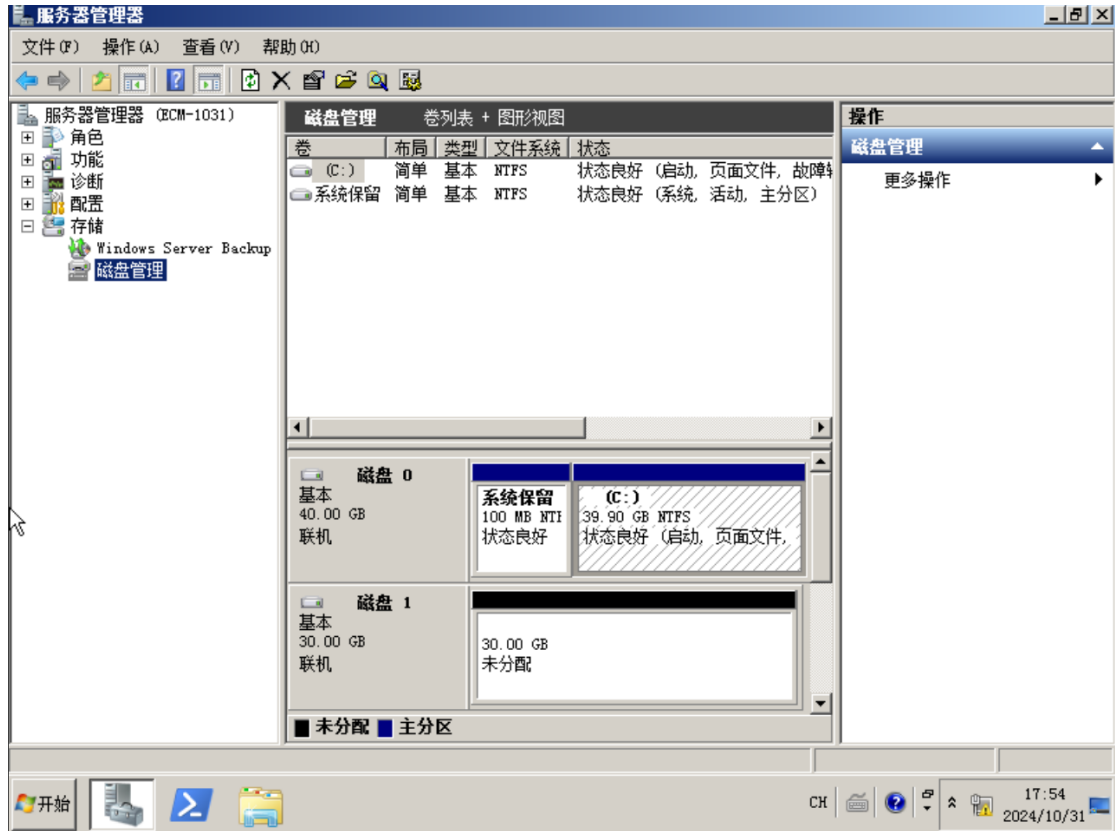 服务器管理器
文件(F) 操作(A) 查看(V) 帮助(H)
服务器管理器 (ECM-1031)
角色
功能
诊断
配置
存储
Windows Server Backup
磁盘管理
磁盘管理 卷列表 + 图形视图
卷 布局 类型 文件系统 状态
(C:) 简单 基本 NTFS 状态良好 (启动, 页面文件, 故障转
系统保留 简单 基本 NTFS 状态良好 (系统, 活动, 主分区)
磁盘 0
基本
40.00 GB
联机
系统保留
100 MB NTF
状态良好
(C:)
39.90 GB NTFS
状态良好 (启动, 页面文件,
磁盘 1
基本
30.00 GB
联机
30.00 GB
未分配
未分配 主分区
操作
磁盘管理
更多操作
开始
CH
17:54
2024/10/31